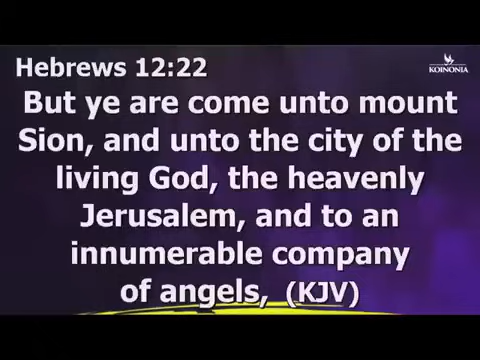 Hebrews 12:22
KOINONIA
But ye are come unto mount
Sion, and unto the city of the
living God, the heavenly
Jerusalem, and to an
innumerable company
of angels, (KJV)